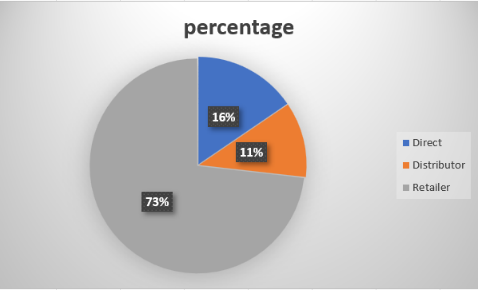 percentage
16%
11%
73%
Direct
Distributor
Retailer